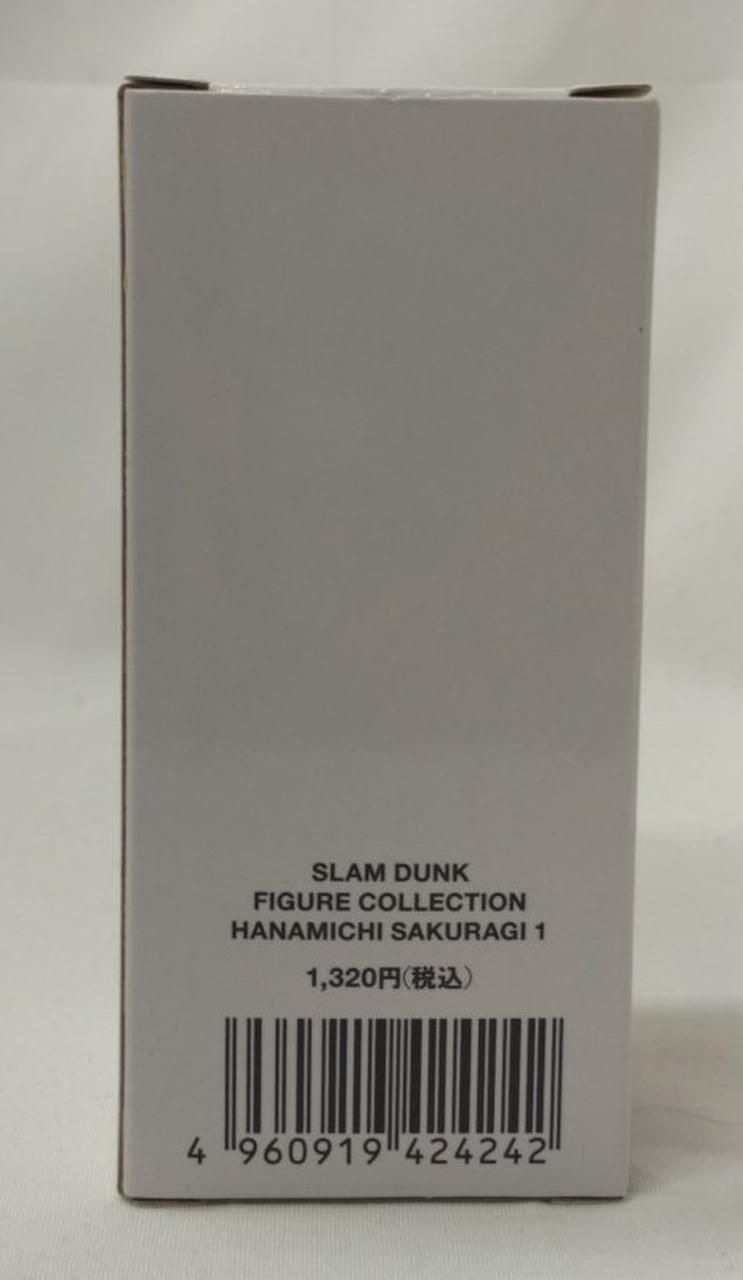 SLAM DUNK
FIGURE COLLECTION
HANAMICHI SAKURAGI 1
1,320円(税込)
4 960919 424242